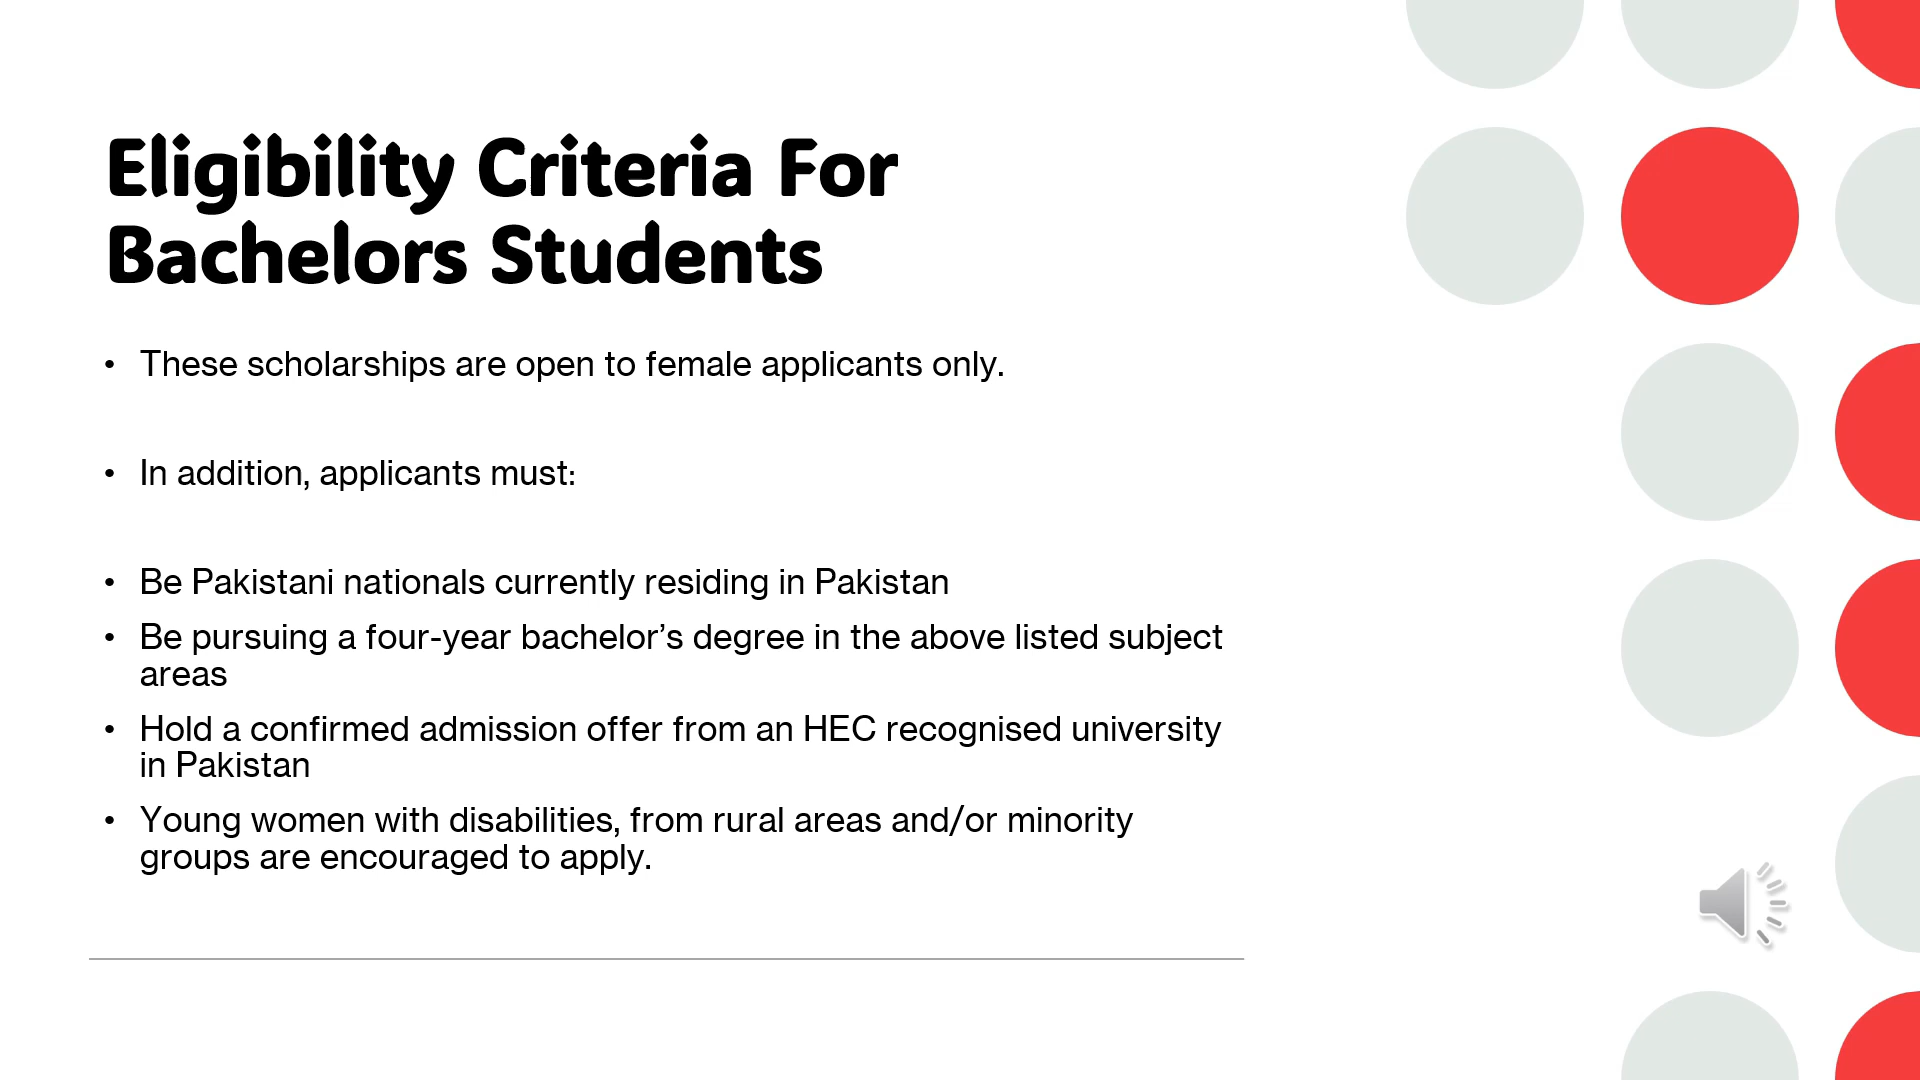 Eligibility Criteria For
Bachelors Students
• These scholarships are open to female applicants only.
• In addition, applicants must:
• Be Pakistani nationals currently residing in Pakistan
• Be pursuing a four-year bachelor’s degree in the above listed subject
areas
• Hold a confirmed admission offer from an HEC recognised university
in Pakistan
• Young women with disabilities, from rural areas and/or minority
groups are encouraged to apply.